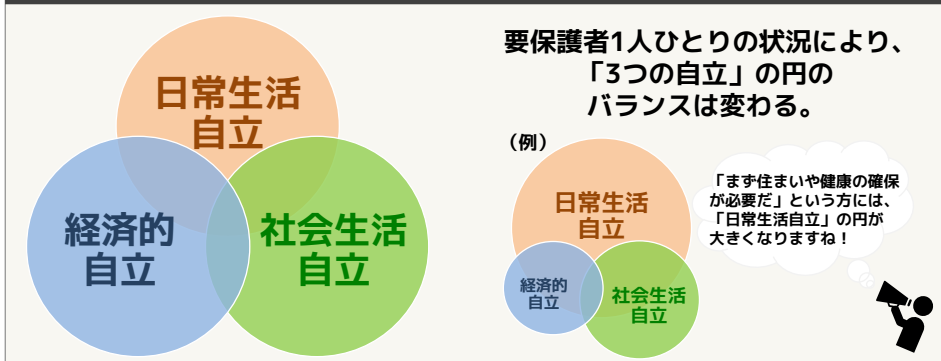 日常生活
自立
経済的
自立
社会生活
自立
要保護者1人ひとりの状況により、
「3つの自立」の円の
バランスは変わる。
（例）
日常生活
自立
経済的
自立
社会生活
自立
「まず住まいや健康の確保
が必要だ」という方には、
「日常生活自立」の円が
大きくなりますね！